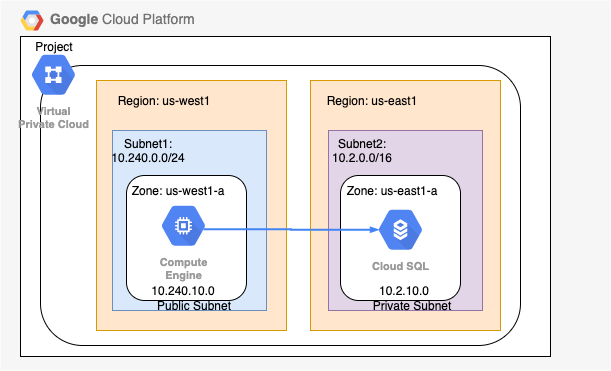 Google Cloud Platform
Project
Virtual
Private Cloud
Region: us-west1
Subnet1:
10.240.0.0/24
Zone: us-west1-a
Compute
Engine
10.240.10.0
Public Subnet
Region: us-east1
Subnet2:
10.2.0.0/16
Zone: us-east1-a
Cloud SQL
10.2.10.0
Private Subnet